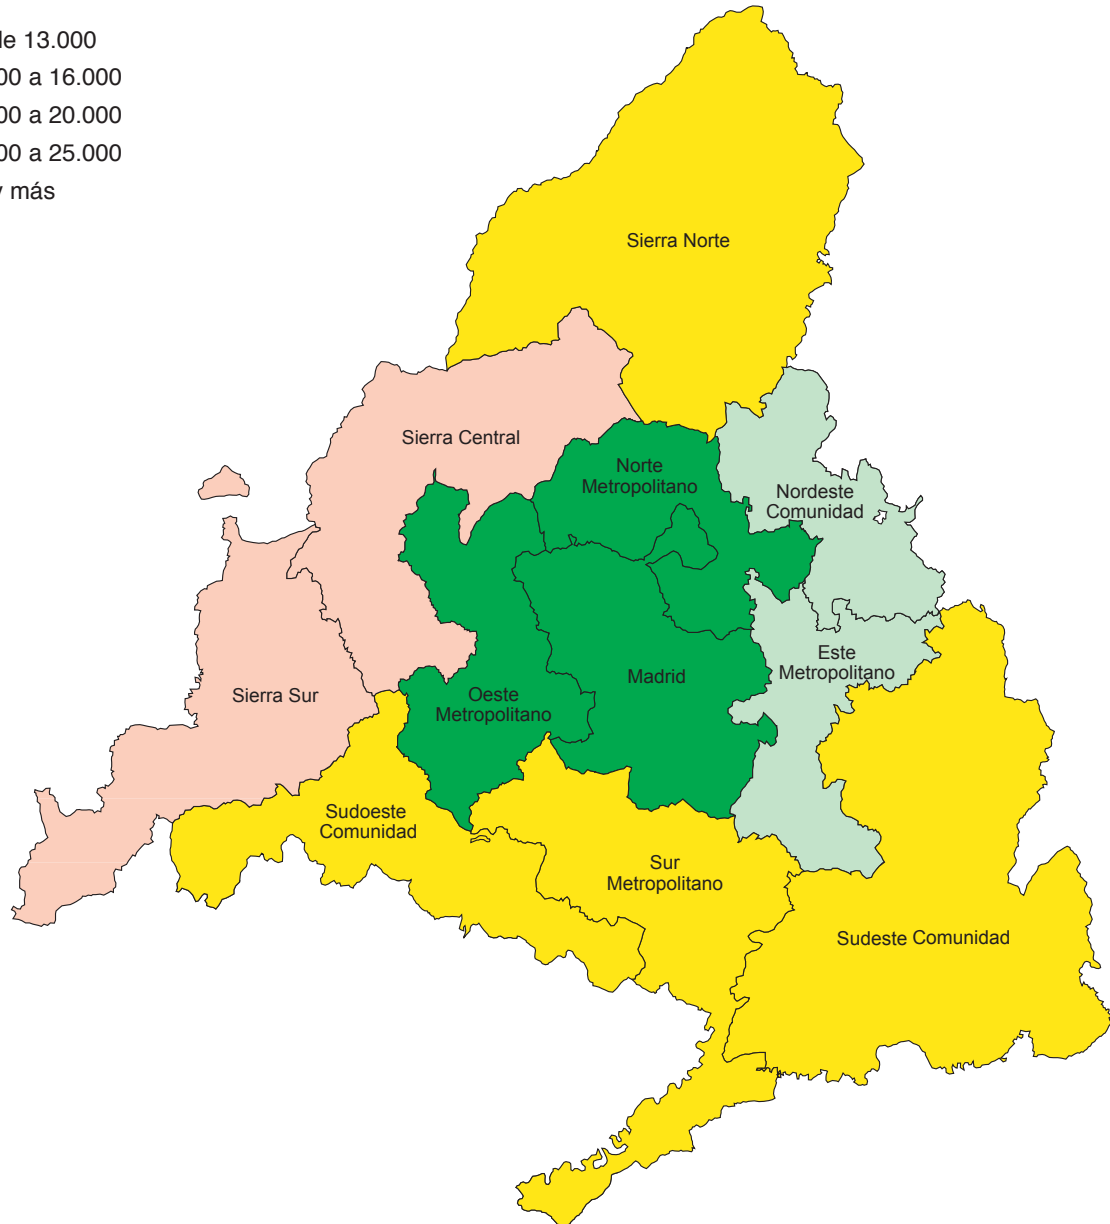 de 13.000
00 a 16.000
00 a 20.000
00 a 25.000
y más
Sierra Norte
Sierra Central
Norte
Metropolitano
Nordeste
Comunidad
Este
Metropolitano
Madrid
Oeste
Metropolitano
Sierra Sur
Sudoeste
Comunidad
Sur
Metropolitano
Sudeste Comunidad